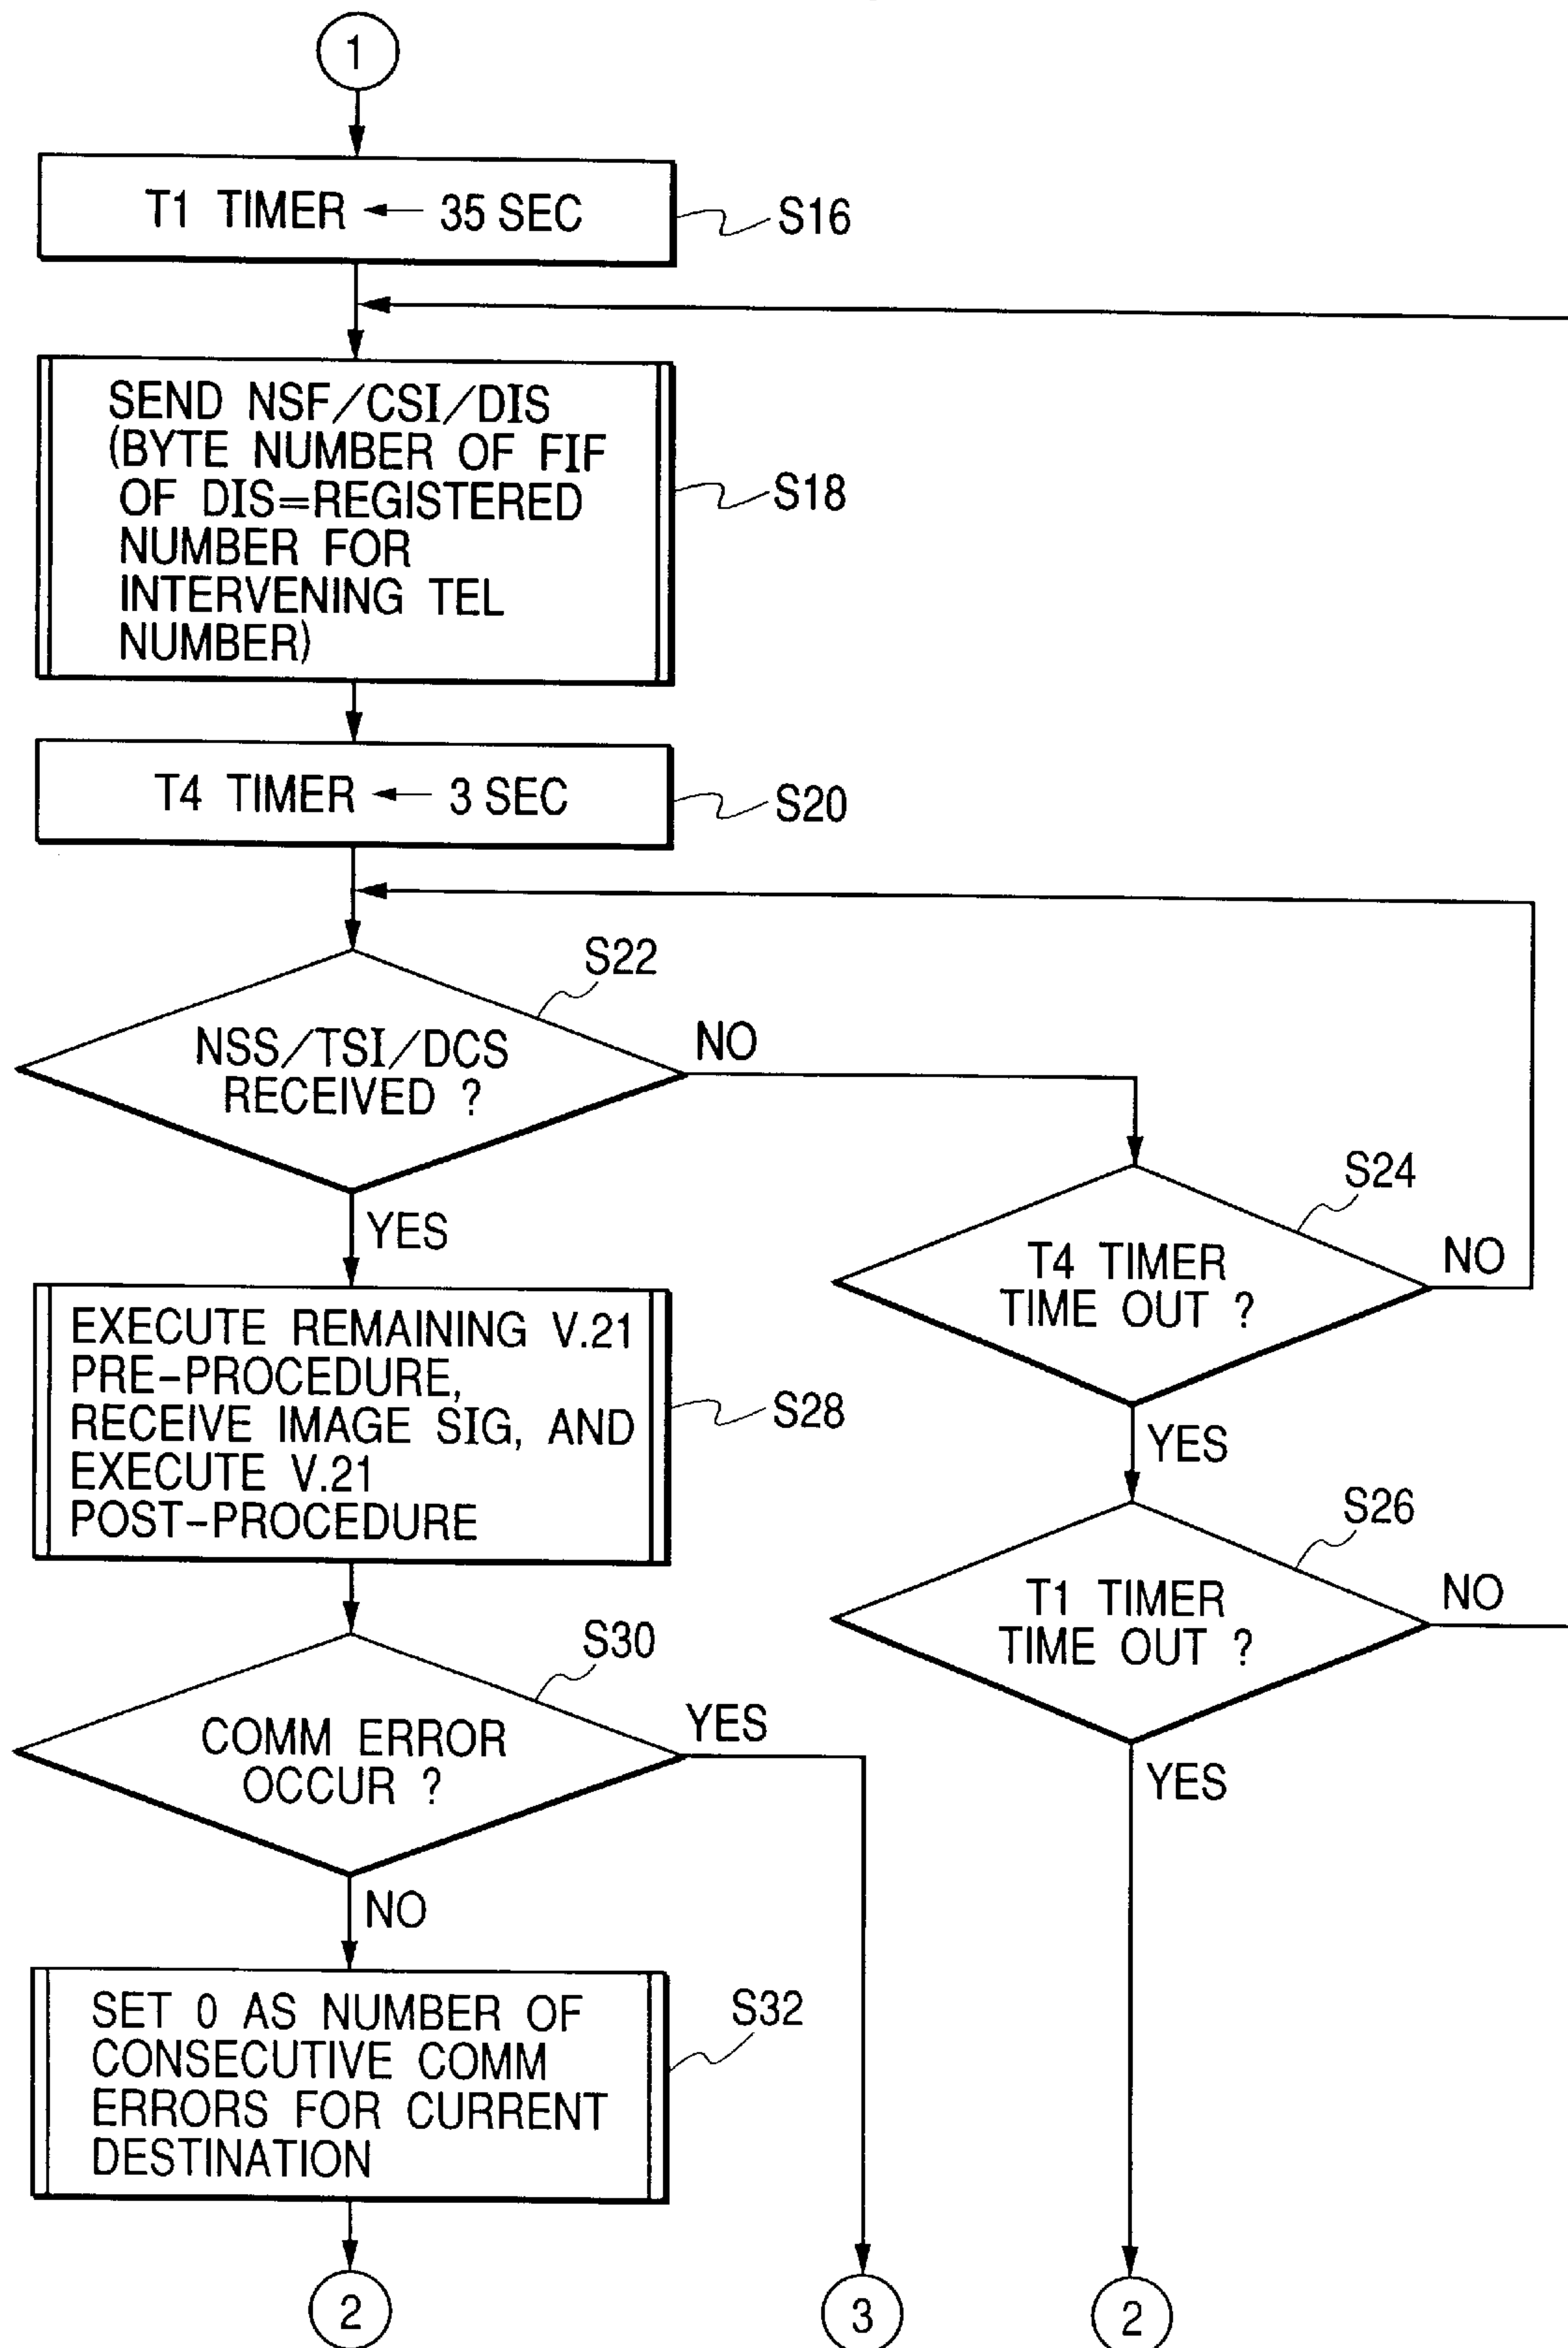 1
T1 TIMER ← 35 SEC
S16
SEND NSF/CSI/DIS
(BYTE NUMBER OF FIF
OF DIS=REGISTERED
NUMBER FOR
INTERVENING TEL
NUMBER)
S18
T4 TIMER ← 3 SEC
S20
S22
NSS/TSI/DCS
RECEIVED ?
NO
YES
S24
T4 TIMER
TIME OUT ?
NO
YES
EXECUTE REMAINING V.21
PRE-PROCEDURE,
RECEIVE IMAGE SIG, AND
EXECUTE V.21
POST-PROCEDURE
S28
S26
T1 TIMER
TIME OUT ?
NO
YES
S30
COMM ERROR
OCCUR ?
YES
NO
SET 0 AS NUMBER OF
CONSECUTIVE COMM
ERRORS FOR CURRENT
DESTINATION
S32
2
3
2